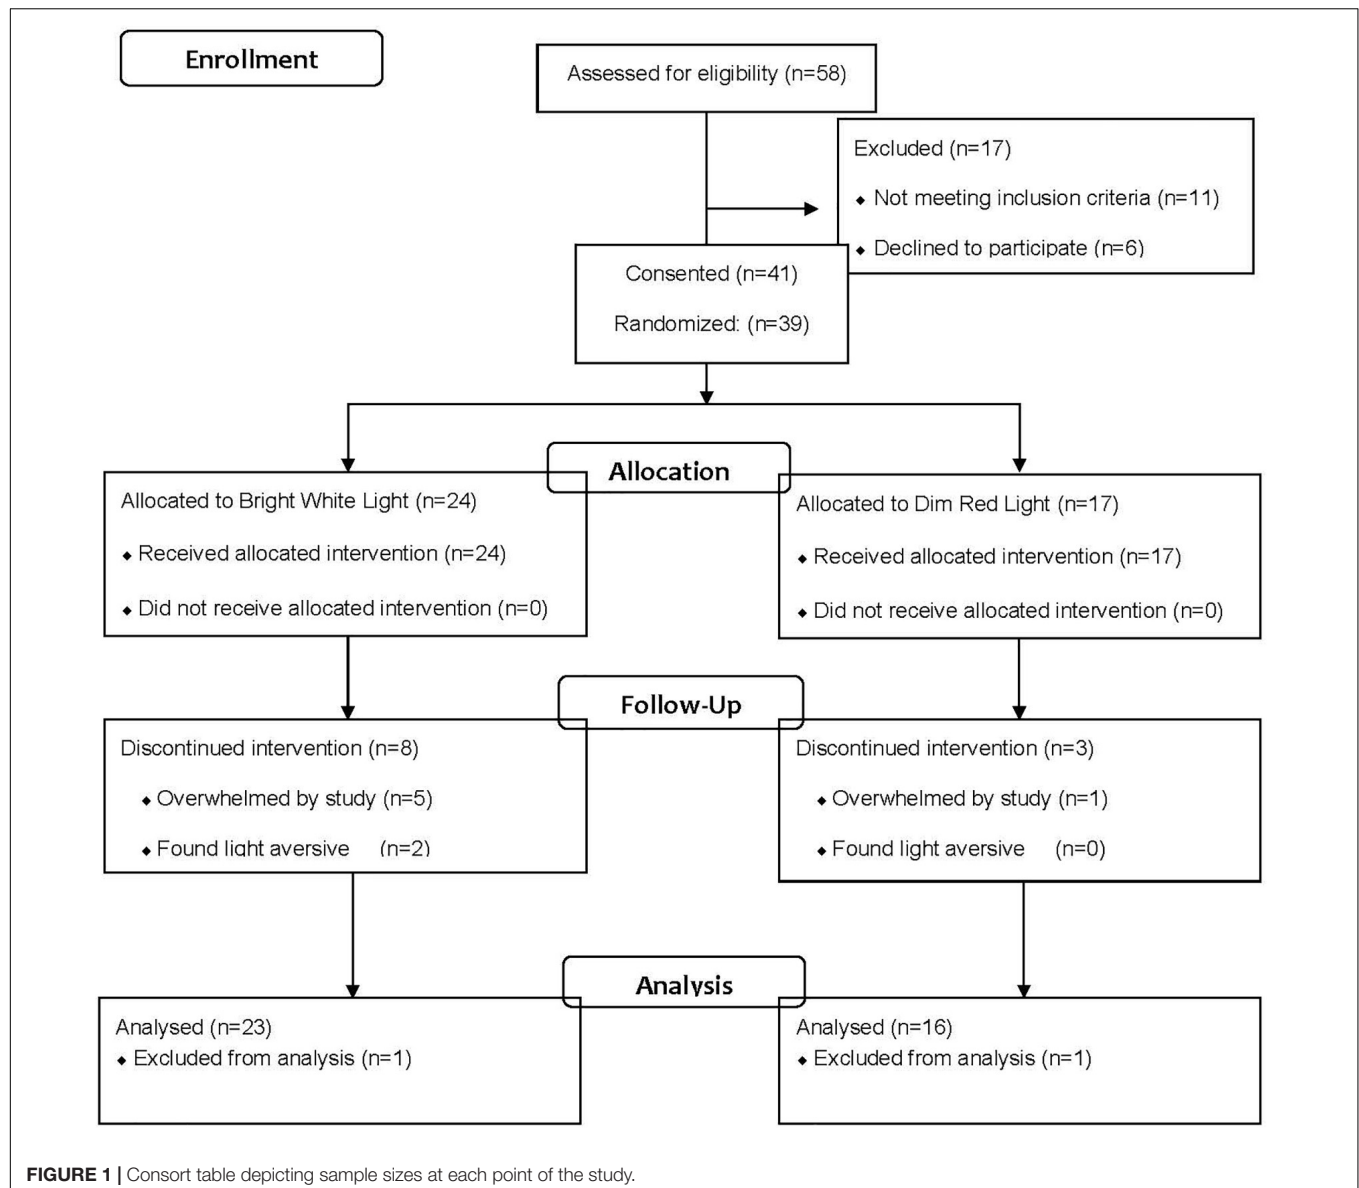 Enrollment
Assessed for eligibility (n=58)
Excluded (n=17)
♦ Not meeting inclusion criteria (n=11)
♦ Declined to participate (n=6)
Consented (n=41)
Randomized: (n=39)
Allocation
Allocated to Bright White Light (n=24)
♦ Received allocated intervention (n=24)
♦ Did not receive allocated intervention (n=0)
Allocated to Dim Red Light (n=17)
♦ Received allocated intervention (n=17)
♦ Did not receive allocated intervention (n=0)
Follow-Up
Discontinued intervention (n=8)
♦ Overwhelmed by study (n=5)
♦ Found light aversive (n=2)
Discontinued intervention (n=3)
♦ Overwhelmed by study (n=1)
♦ Found light aversive (n=0)
Analysis
Analysed (n=23)
♦ Excluded from analysis (n=1)
Analysed (n=16)
♦ Excluded from analysis (n=1)
FIGURE 1 | Consort table depicting sample sizes at each point of the study.